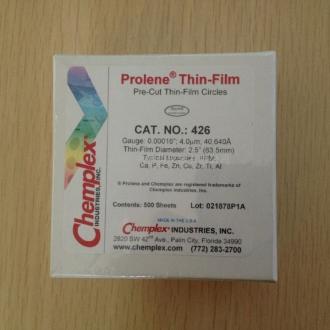 Prolene® Thin-Film
Pre-Cut Thin-Film Circles
CAT. NO.: 426
Gauge: 0.00016"; 4.0µm; 40,640Å
Thin-Film Diameter: 2.5" (63.5mm)
Typical
Ca, P, Fe, Zn, Cu, Zr, Ti, Al
® Prolene and Chemplex are registered trademarks of
Chemplex Industries, Inc.
Contents: 500 Sheets Lot: 021878P1A
MADE IN THE U.S.A.
Chemplex® INDUSTRIES, INC.
2820 SW 42nd Ave., Palm City, Florida 34990
www.chemplex.com (772) 283-2700
Chemplex®
INDUSTRIES, INC.